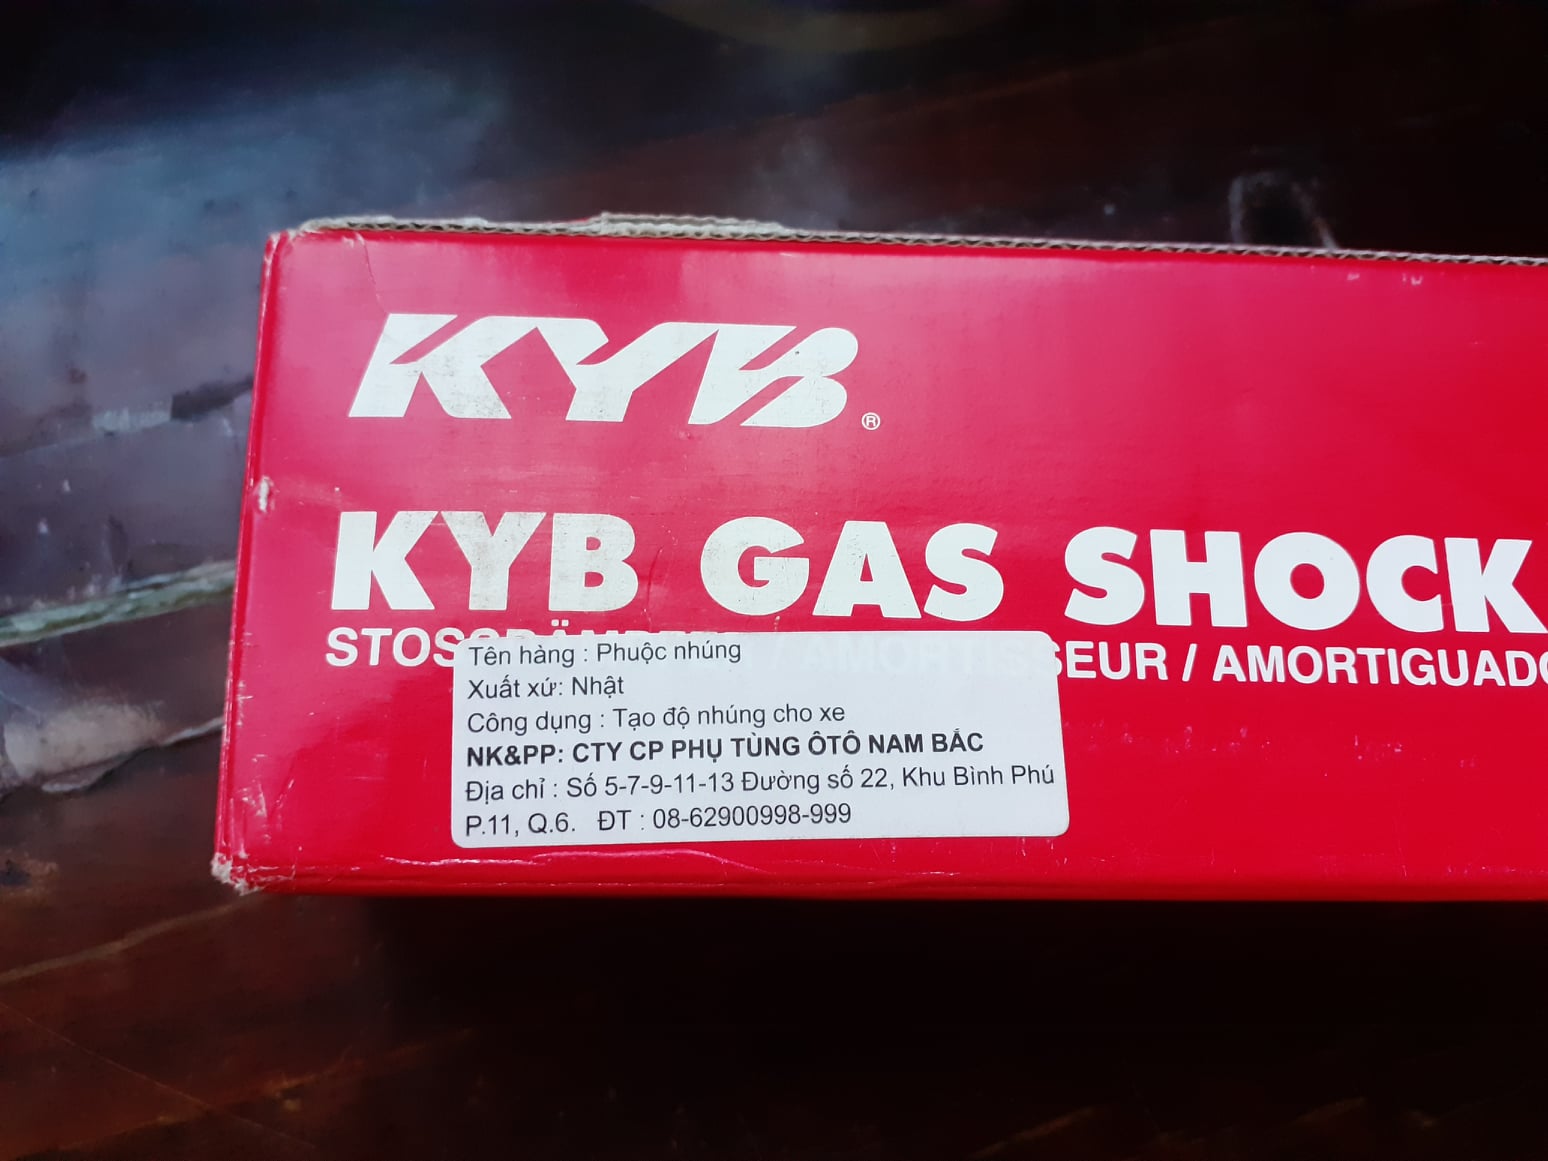 KYB®
KYB GAS SHOCK
STOSSDÄMPFER / AMORTISSEUR / AMORTIGUADO
Tên hàng : Phuộc nhúng
Xuất xứ: Nhật
Công dụng : Tạo độ nhúng cho xe
NK&PP: CTY CP PHỤ TÙNG ÔTÔ NAM BẮC
Địa chỉ : Số 5-7-9-11-13 Đường số 22, Khu Bình Phú
P.11, Q.6. ĐT : 08-62900998-999